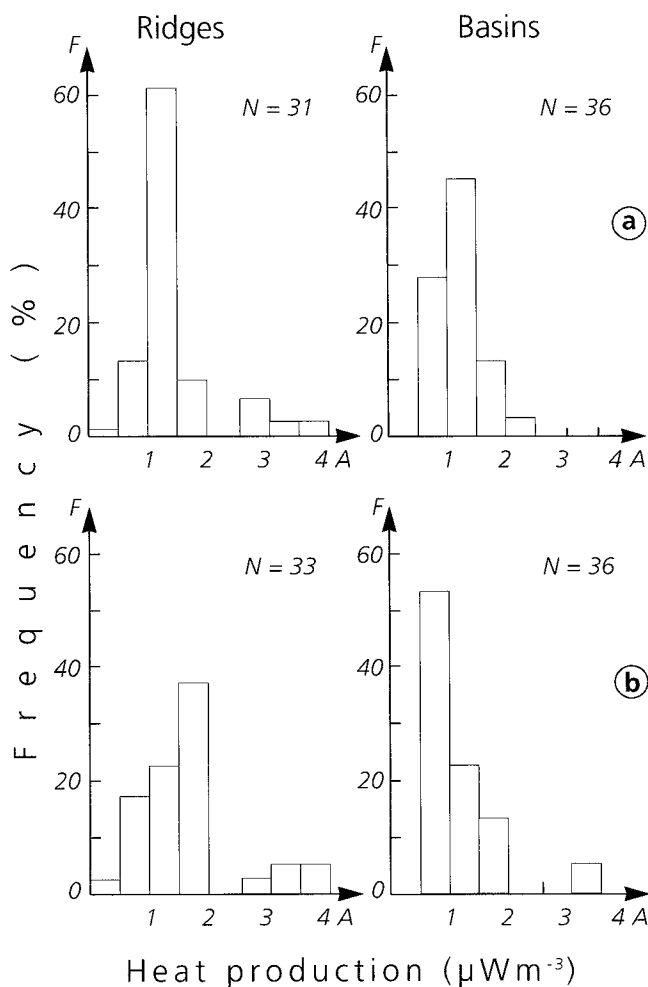 Ridges
Basins
F
F
60
N = 31
60
N = 36
40
40
a
20
20
0
0
1 2 3 4 A
1 2 3 4 A
F
F
60
N = 33
60
N = 36
40
40
b
20
20
0
0
1 2 3 4 A
1 2 3 4 A
Frequency (%)
Heat production (μWm⁻³)